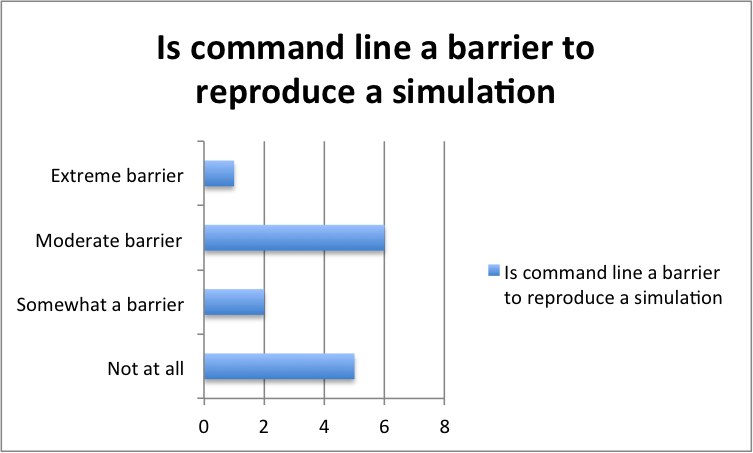 Is command line a barrier to
reproduce a simulation
Extreme barrier
Moderate barrier
Somewhat a barrier
Not at all
0 2 4 6 8
Is command line a barrier
to reproduce a simulation